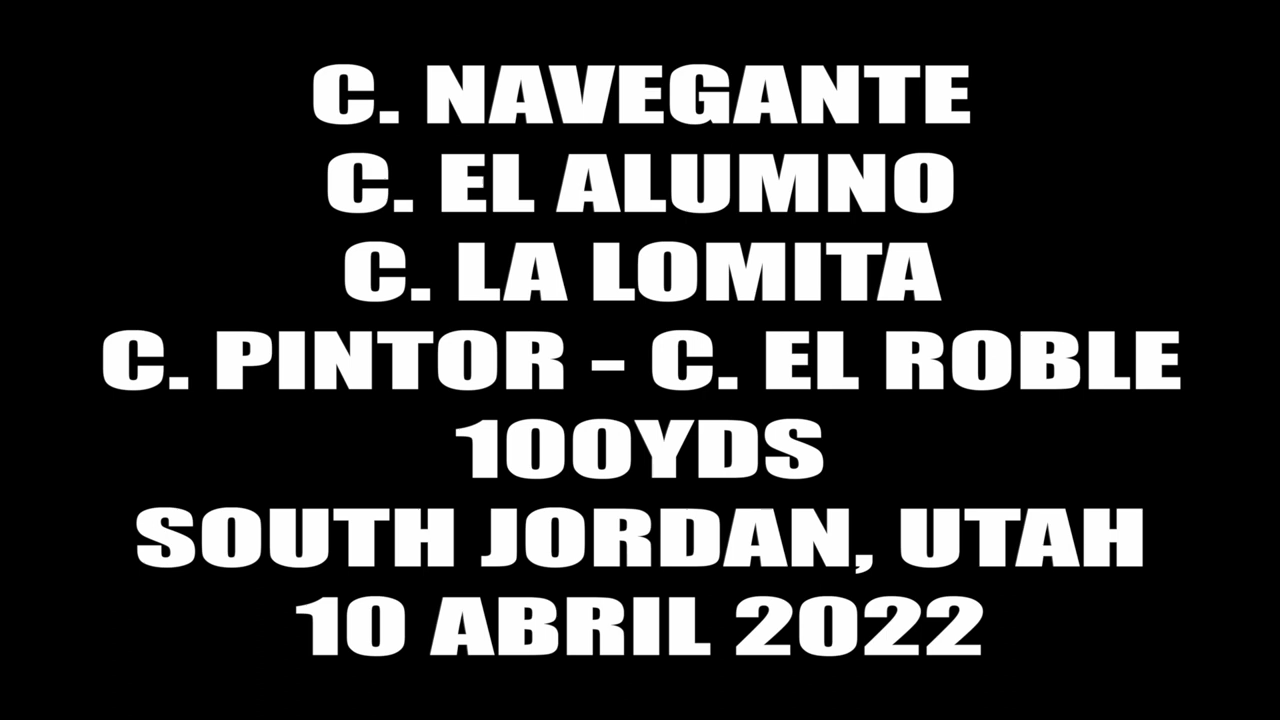 C. NAVEGANTE
C. EL ALUMNO
C. LA LOMITA
C. PINTOR - C. EL ROBLE
100YDS
SOUTH JORDAN, UTAH
10 ABRIL 2022